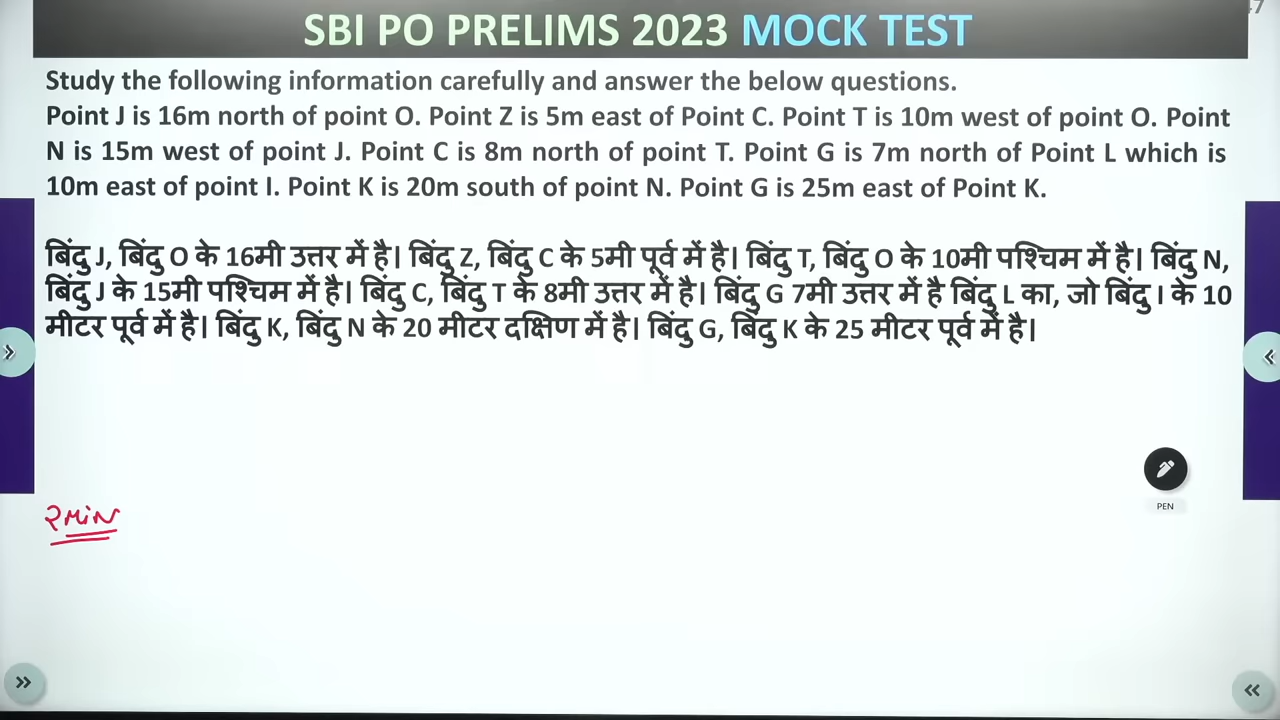 47
SBI PO PRELIMS 2023 MOCK TEST
Study the following information carefully and answer the below questions.
Point J is 16m north of point O. Point Z is 5m east of Point C. Point T is 10m west of point O. Point
N is 15m west of point J. Point C is 8m north of point T. Point G is 7m north of Point L which is
10m east of point I. Point K is 20m south of point N. Point G is 25m east of Point K.
बिंदु J, बिंदु O के 16मी उत्तर में है। बिंदु Z, बिंदु C के 5मी पूर्व में है। बिंदु T, बिंदु O के 10मी पश्चिम में है। बिंदु N,
बिंदु J के 15मी पश्चिम में है। बिंदु C, बिंदु T के 8मी उत्तर में है। बिंदु G 7मी उत्तर में है बिंदु L का, जो बिंदु I के 10
मीटर पूर्व में है। बिंदु K, बिंदु N के 20 मीटर दक्षिण में है। बिंदु G, बिंदु K के 25 मीटर पूर्व में है।
PEN
2 MiN